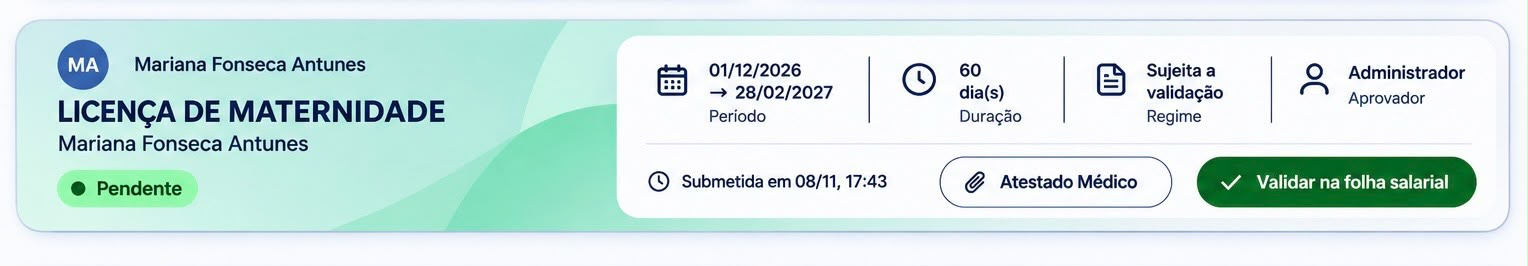 MA
Mariana Fonseca Antunes
LICENÇA DE MATERNIDADE
Mariana Fonseca Antunes
Pendente
01/12/2026
→ 28/02/2027
Período
60
dia(s)
Duração
Sujeita a
validação
Regime
Administrador
Aprovador
Submetida em 08/11, 17:43
Atestado Médico
Validar na folha salarial